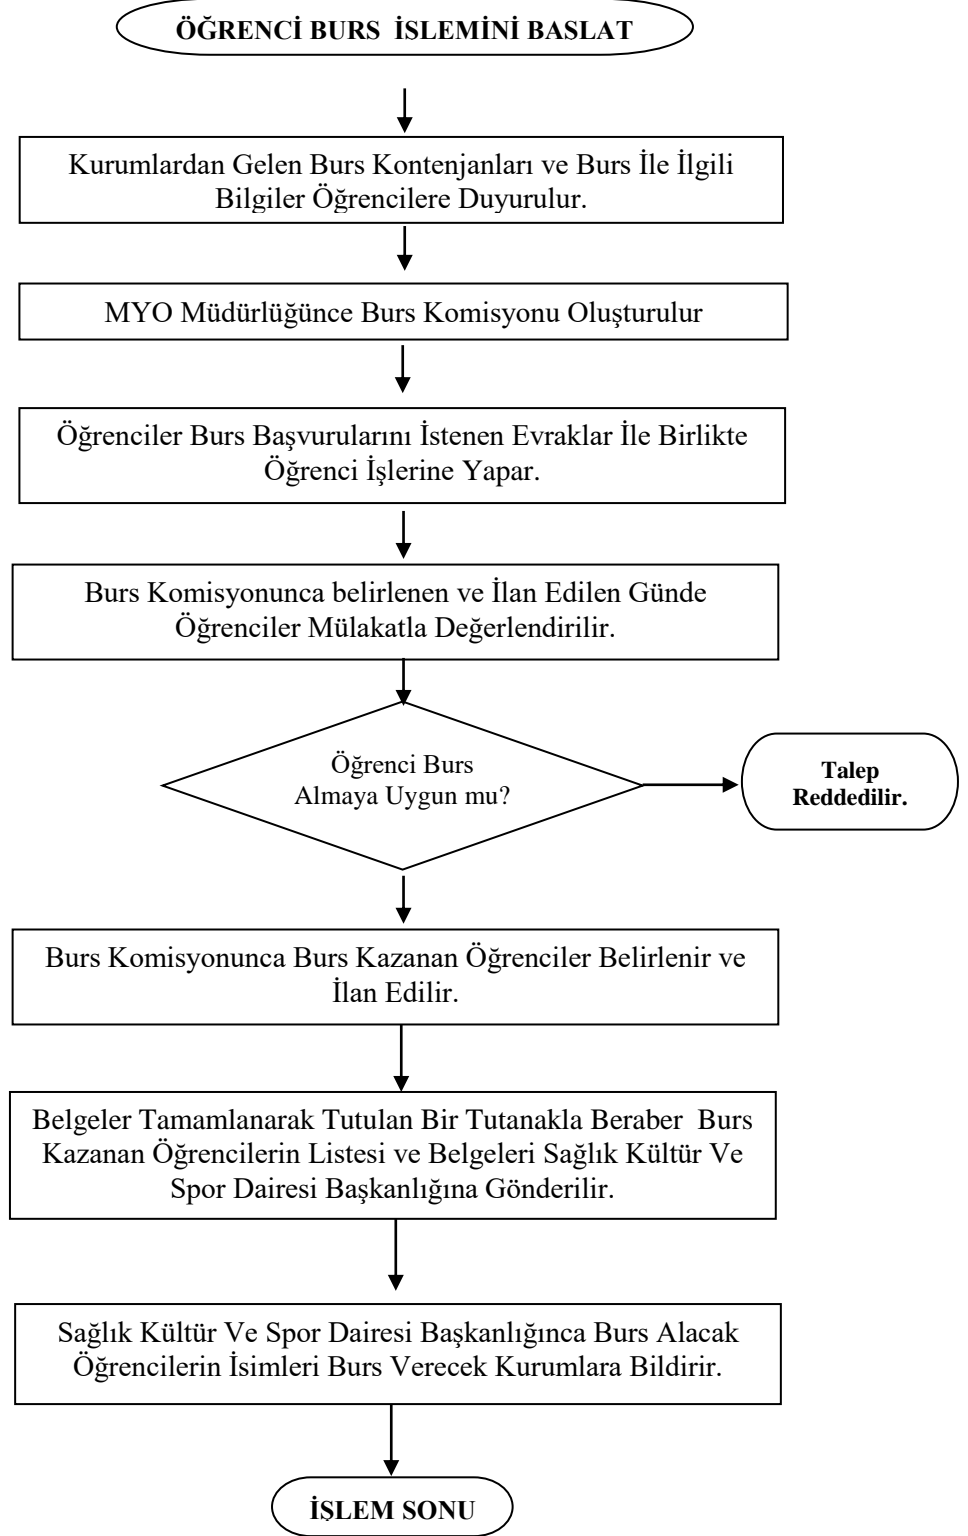 ÖĞRENCİ BURS  İSLEMİNİ BASLAT
Kurumlardan Gelen Burs Kontenjanları ve Burs İle İlgili
Bilgiler Öğrencilere Duyurulur.
MYO Müdürlüğünce Burs Komisyonu Oluşturulur
Öğrenciler Burs Başvurularını İstenen Evraklar İle Birlikte
Öğrenci İşlerine Yapar.
Burs Komisyonunca belirlenen ve İlan Edilen Günde
Öğrenciler Mülakatla Değerlendirilir.
Öğrenci Burs
Almaya Uygun mu?
Talep
Reddedilir.
Burs Komisyonunca Burs Kazanan Öğrenciler Belirlenir ve
İlan Edilir.
Belgeler Tamamlanarak Tutulan Bir Tutanakla Beraber  Burs
Kazanan Öğrencilerin Listesi ve Belgeleri Sağlık Kültür Ve
Spor Dairesi Başkanlığına Gönderilir.
Sağlık Kültür Ve Spor Dairesi Başkanlığınca Burs Alacak
Öğrencilerin İsimleri Burs Verecek Kurumlara Bildirir.
İŞLEM SONU